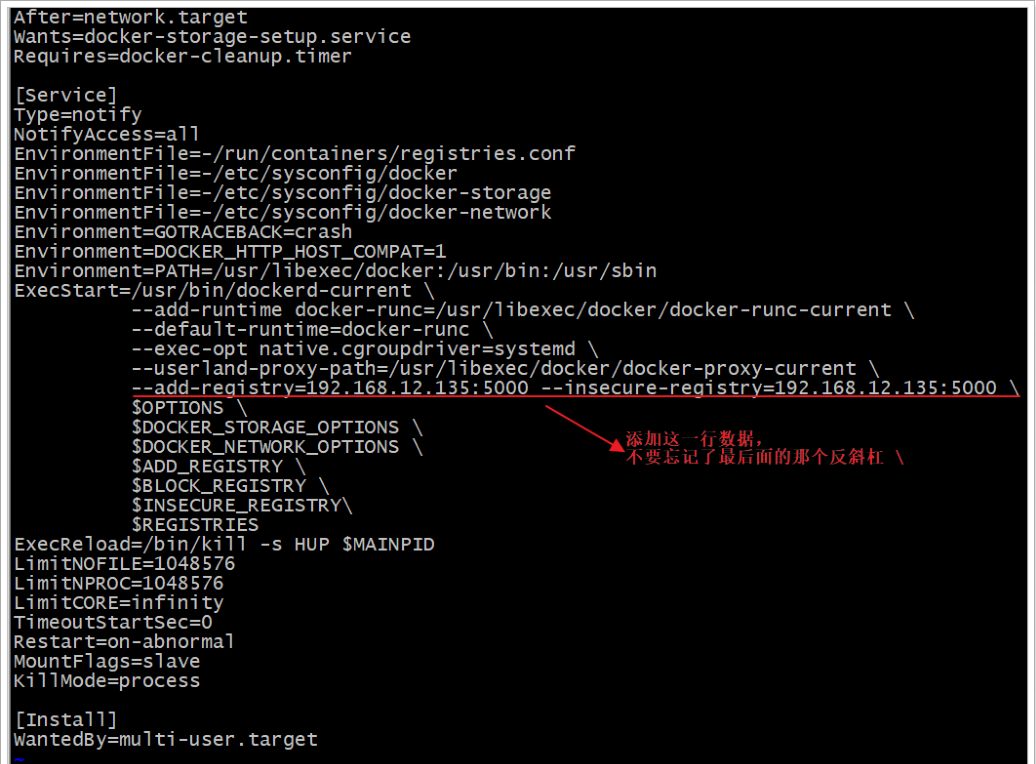 After=network.target
Wants=docker-storage-setup.service
Requires=docker-cleanup.timer
[Service]
Type=notify
NotifyAccess=all
EnvironmentFile=-/run/containers/registries.conf
EnvironmentFile=-/etc/sysconfig/docker
EnvironmentFile=-/etc/sysconfig/docker-storage
EnvironmentFile=-/etc/sysconfig/docker-network
Environment=GOTRACEBACK=crash
Environment=DOCKER_HTTP_HOST_COMPAT=1
Environment=PATH=/usr/libexec/docker:/usr/bin:/usr/sbin
ExecStart=/usr/bin/dockerd-current \
--add-runtime docker-runc=/usr/libexec/docker/docker-runc-current \
--default-runtime=docker-runc \
--exec-opt native.cgroupdriver=systemd \
--userland-proxy-path=/usr/libexec/docker/docker-proxy-current \
--add-registry=192.168.12.135:5000 --insecure-registry=192.168.12.135:5000 \
$OPTIONS \
$DOCKER_STORAGE_OPTIONS \
$DOCKER_NETWORK_OPTIONS \
$ADD_REGISTRY \
$BLOCK_REGISTRY \
$INSECURE_REGISTRY\
$REGISTRIES
添加这一行数据，
不要忘记了最后面的那个反斜杠 \
ExecReload=/bin/kill -s HUP $MAINPID
LimitNOFILE=1048576
LimitNPROC=1048576
LimitCORE=infinity
TimeoutStartSec=0
Restart=on-abnormal
MountFlags=slave
KillMode=process
[Install]
WantedBy=multi-user.target
~